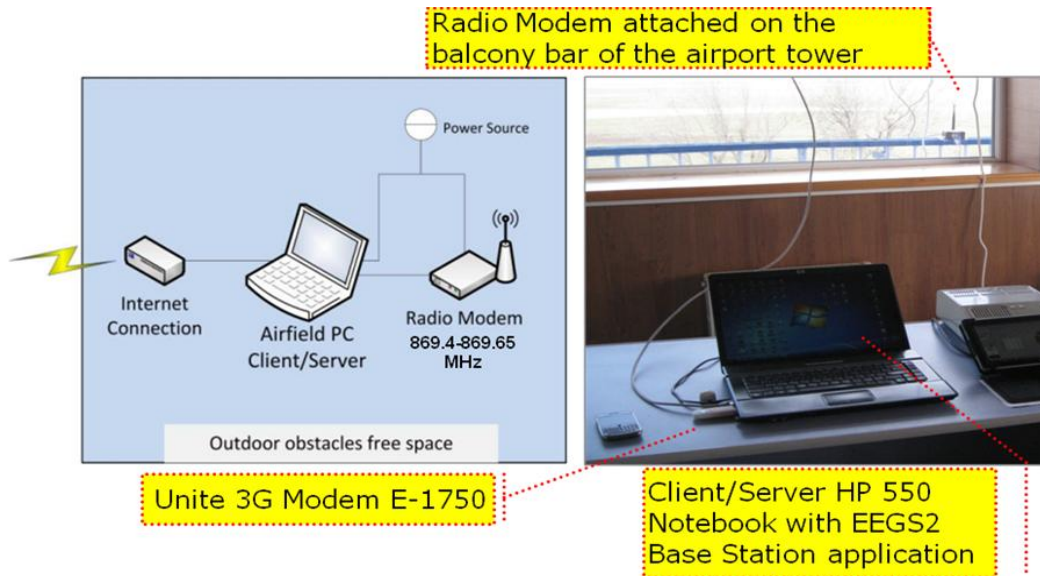 Radio Modem attached on the
balcony bar of the airport tower
Power Source
Internet
Connection
Airfield PC
Client/Server
Radio Modem
869.4-869.65
MHz
Outdoor obstacles free space
Unite 3G Modem E-1750
Client/Server HP 550
Notebook with EEGS2
Base Station application